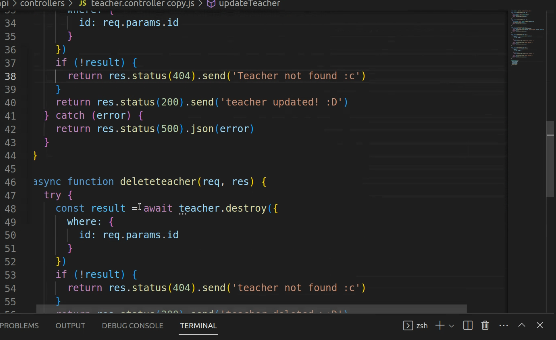 api > controllers > JS teacher.controller copy.js > updateTeacher
33 where: {
34 id: req.params.id
35 }
36 })
37 if (!result) {
38 return res.status(404).send('Teacher not found :c')
39 }
40 return res.status(200).send('teacher updated! :D')
41 } catch (error) {
42 return res.status(500).json(error)
43 }
44 }
45
46 async function deleteteacher(req, res) {
47 try {
48 const result = await teacher.destroy({
49 where: {
50 id: req.params.id
51 }
52 })
53 if (!result) {
54 return res.status(404).send('teacher not found :c')
55 }
PROBLEMS OUTPUT DEBUG CONSOLE TERMINAL zsh